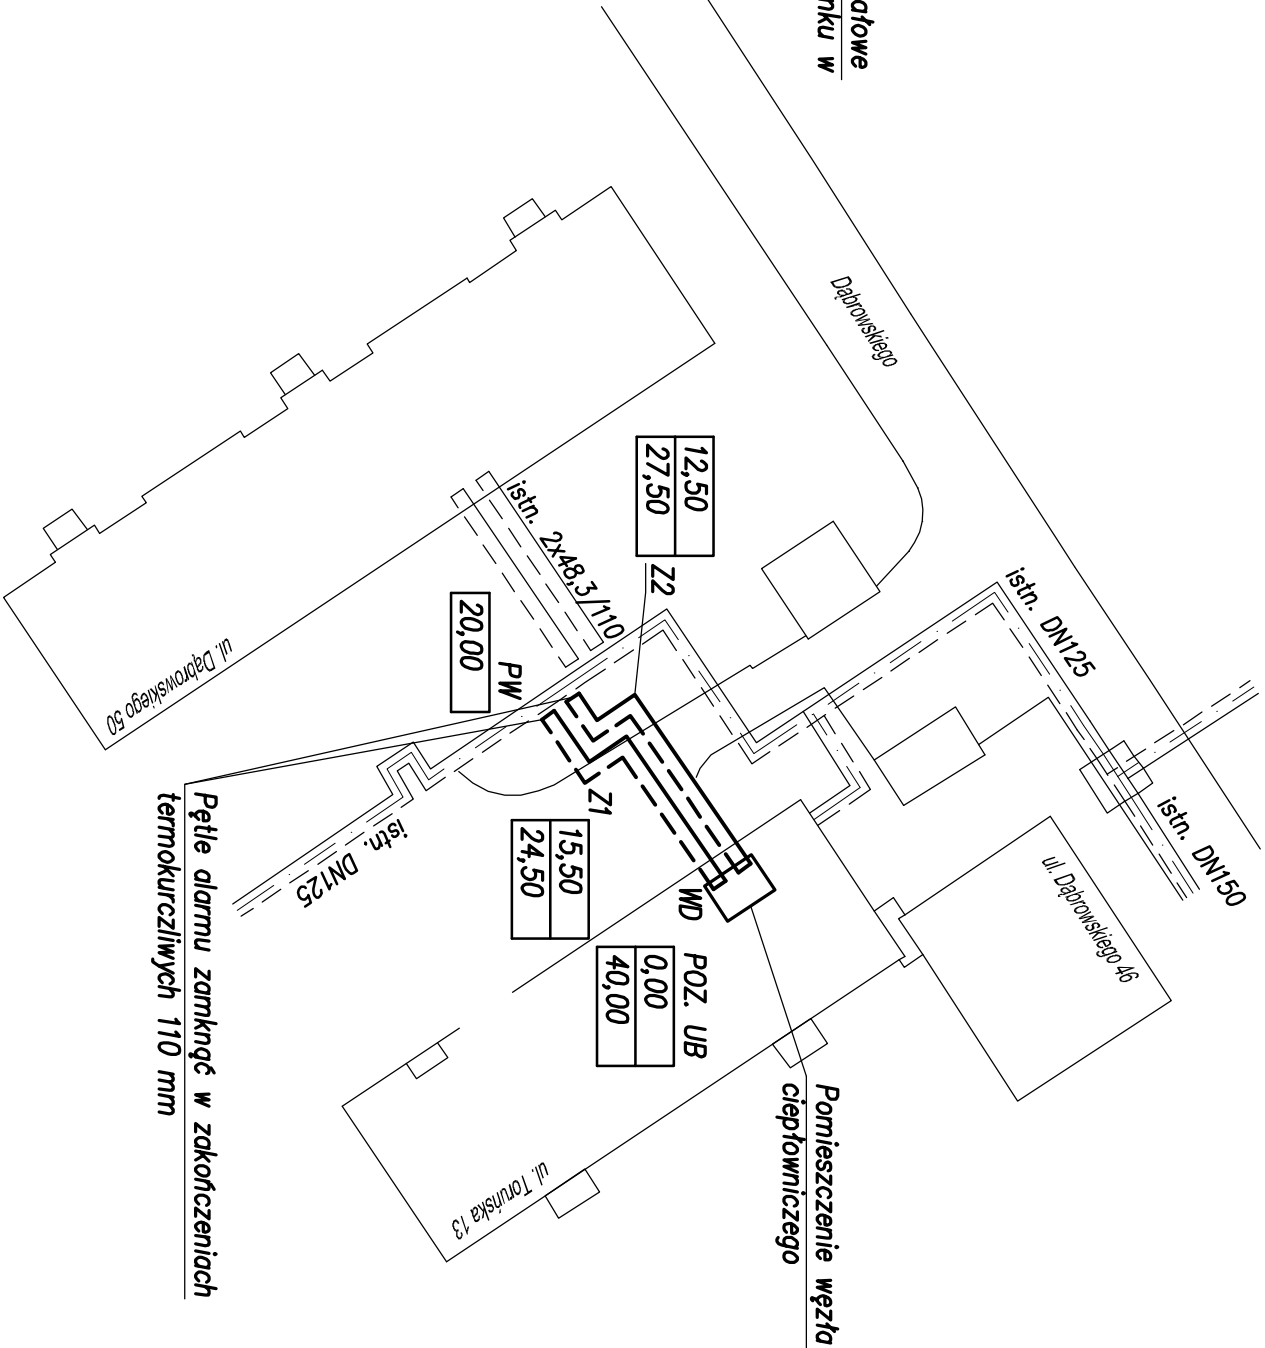 ałowe
nku w
Dąbrowskiego
istn. DN125
istn. DN150
ul. Dąbrowskiego 46
12,50
27,50
Z2
istn. 2x48,3/110
PW
20,00
ul. Dąbrowskiego 50
Z1
15,50
24,50
WD
POZ. UB
0,00
40,00
istn. DN125
ul. Toruńska 13
Pomieszczenie węzła
ciepłowniczego
Pętle alarmu zamknąć w zakończeniach
termokurczliwych 110 mm